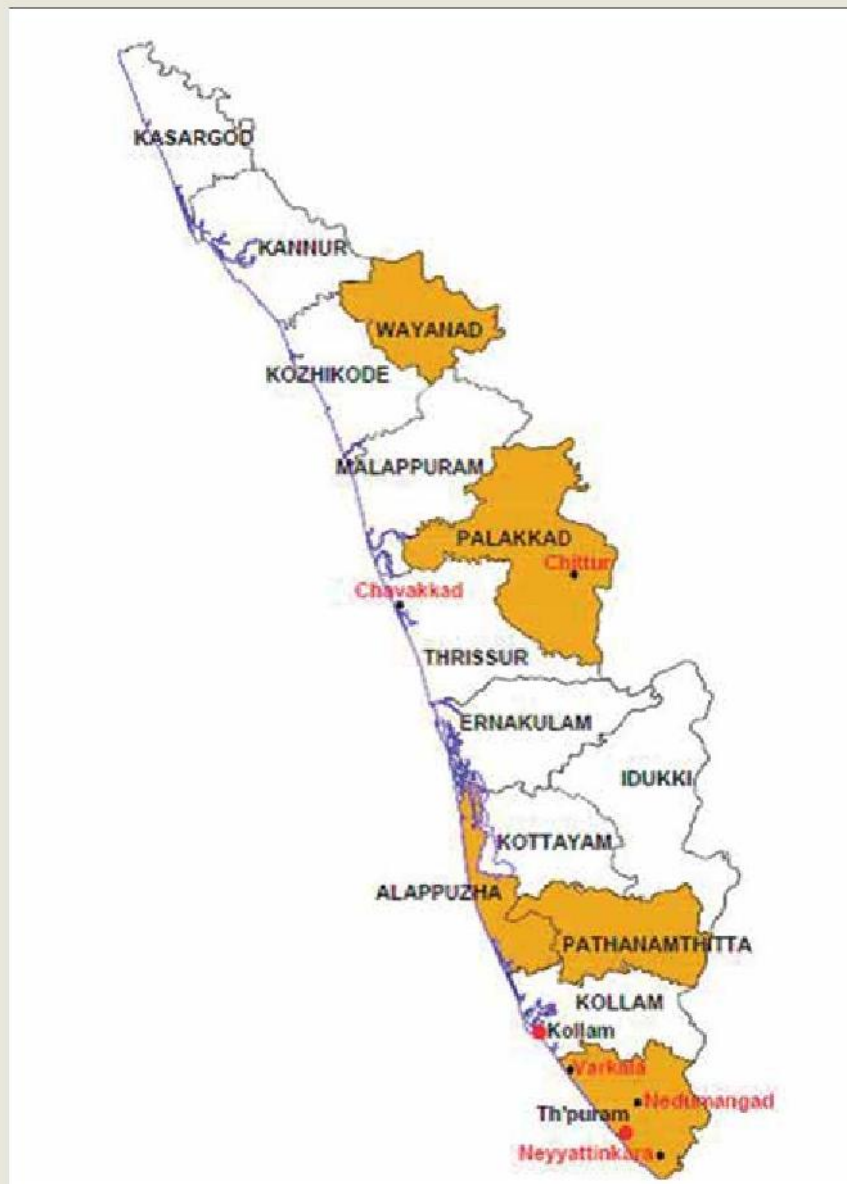 KASARGOD
KANNUR
WAYANAD
KOZHIKODE
MALAPPURAM
PALAKKAD
Chittur
Chavakkad
THRISSUR
ERNAKULAM
IDUKKI
KOTTAYAM
ALAPPUZHA
PATHANAMTHITTA
KOLLAM
Kollam
Varkala
Nedumangad
Th'puram
Neyyattinkara